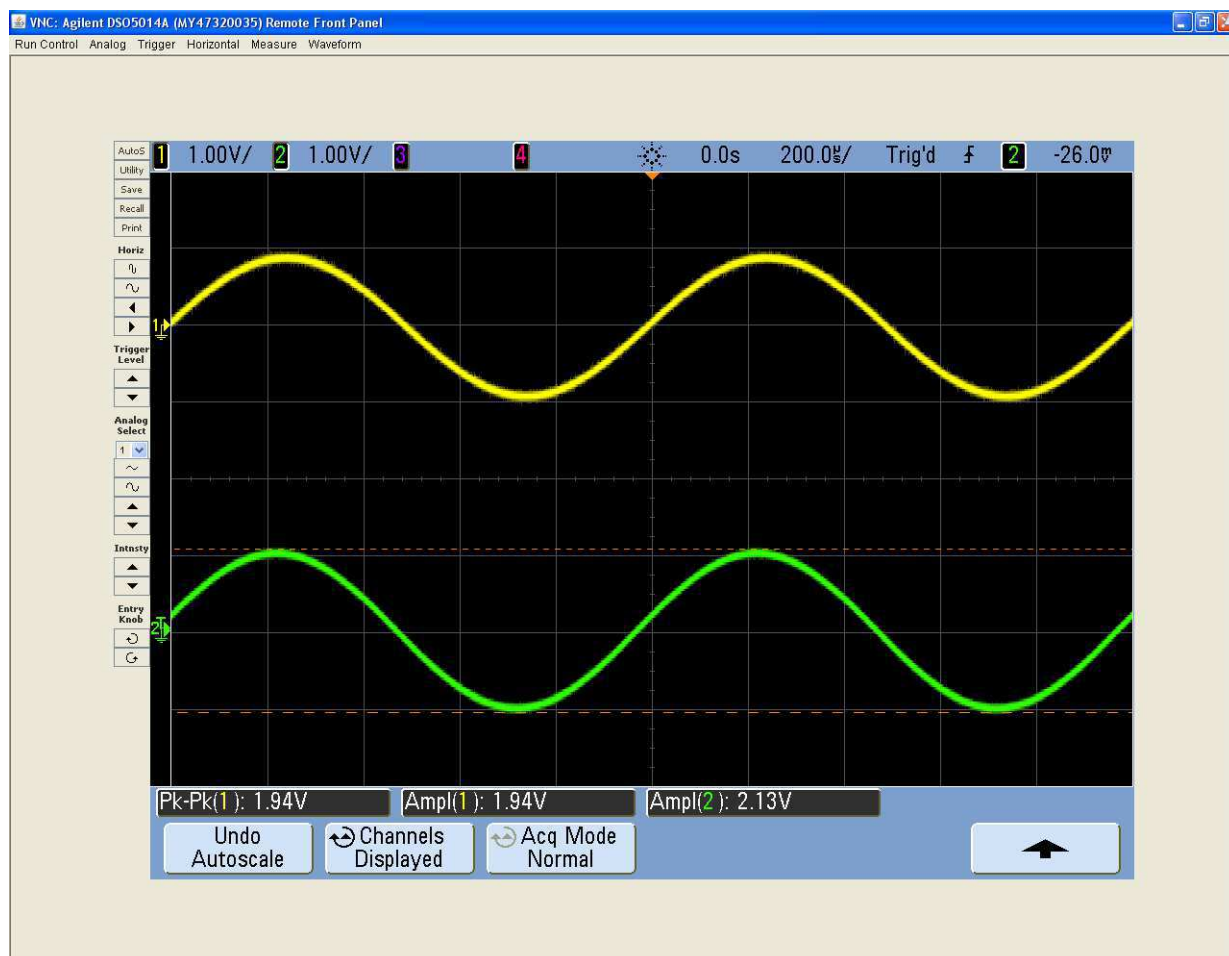 VNC: Agilent DSO5014A (MY47320035) Remote Front Panel
Run Control Analog Trigger Horizontal Measure Waveform
AutoS
Utility
Save
Recall
Print
Horiz
Trigger
Level
Analog
Select
1
Intnsty
Entry
Knob
1 1.00V/ 2 1.00V/ 3 4 0.0s 200.0µs/ Trig'd 2 -26.0mV
1
2
Pk-Pk(1): 1.94V Ampl(1): 1.94V Ampl(2): 2.13V
Undo
Autoscale
Channels
Displayed
Acq Mode
Normal